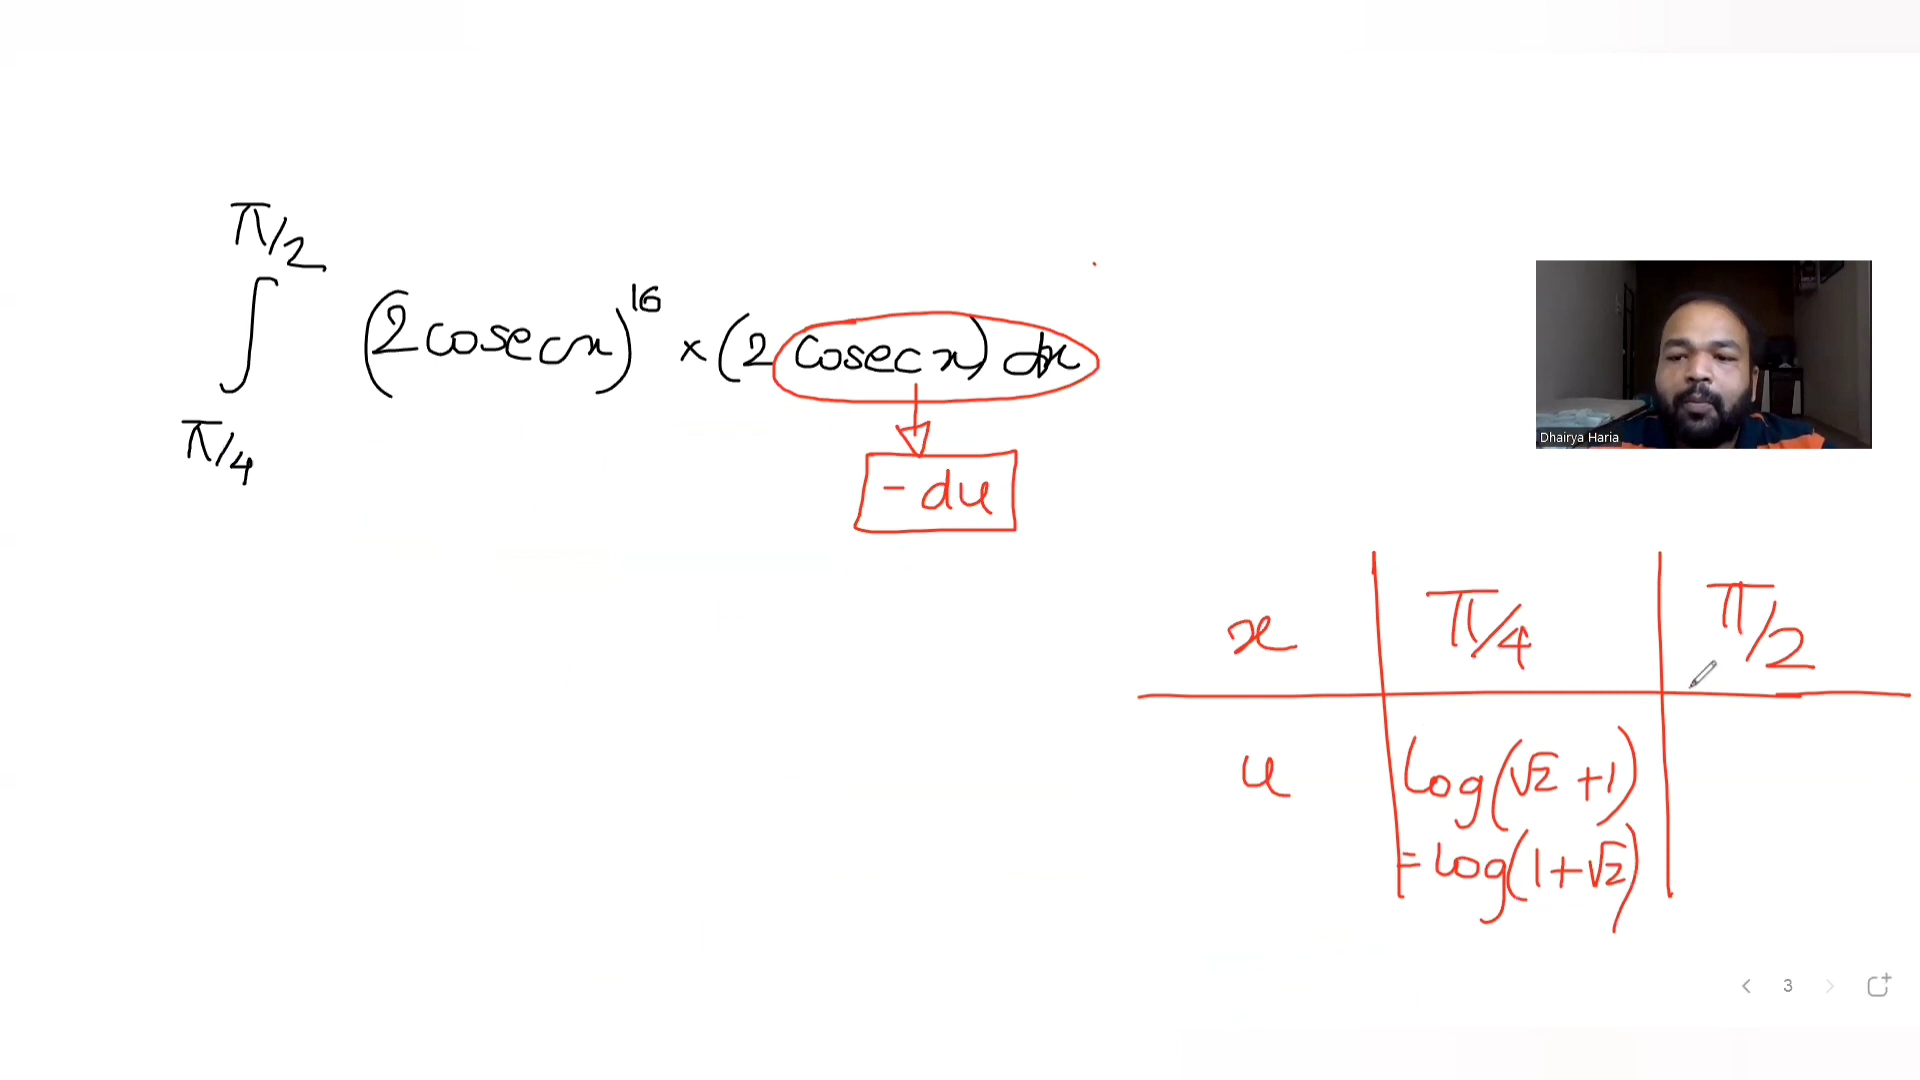 π/2
∫ (2cosecx)^16 × (2 cosec x) dx
π/4
- du
Dhairya Haria
x π/4 π/2
u log(√2 +1)
= log(1+√2)
3